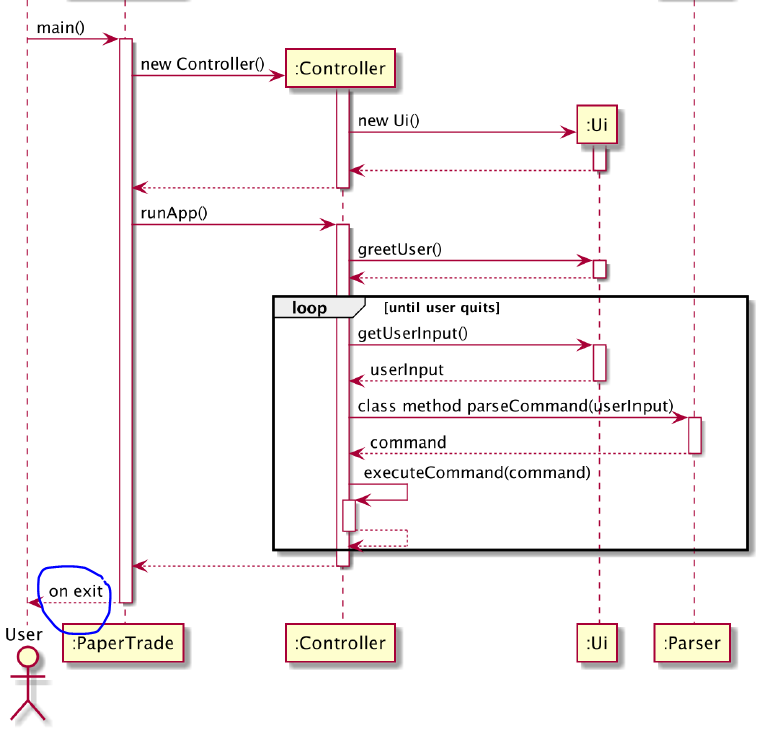 main()
new Controller()
:Controller
new Ui()
:Ui
runApp()
greetUser()
loop [until user quits]
getUserInput()
userInput
class method parseCommand(userInput)
command
executeCommand(command)
on exit
User
:PaperTrade :Controller :Ui :Parser